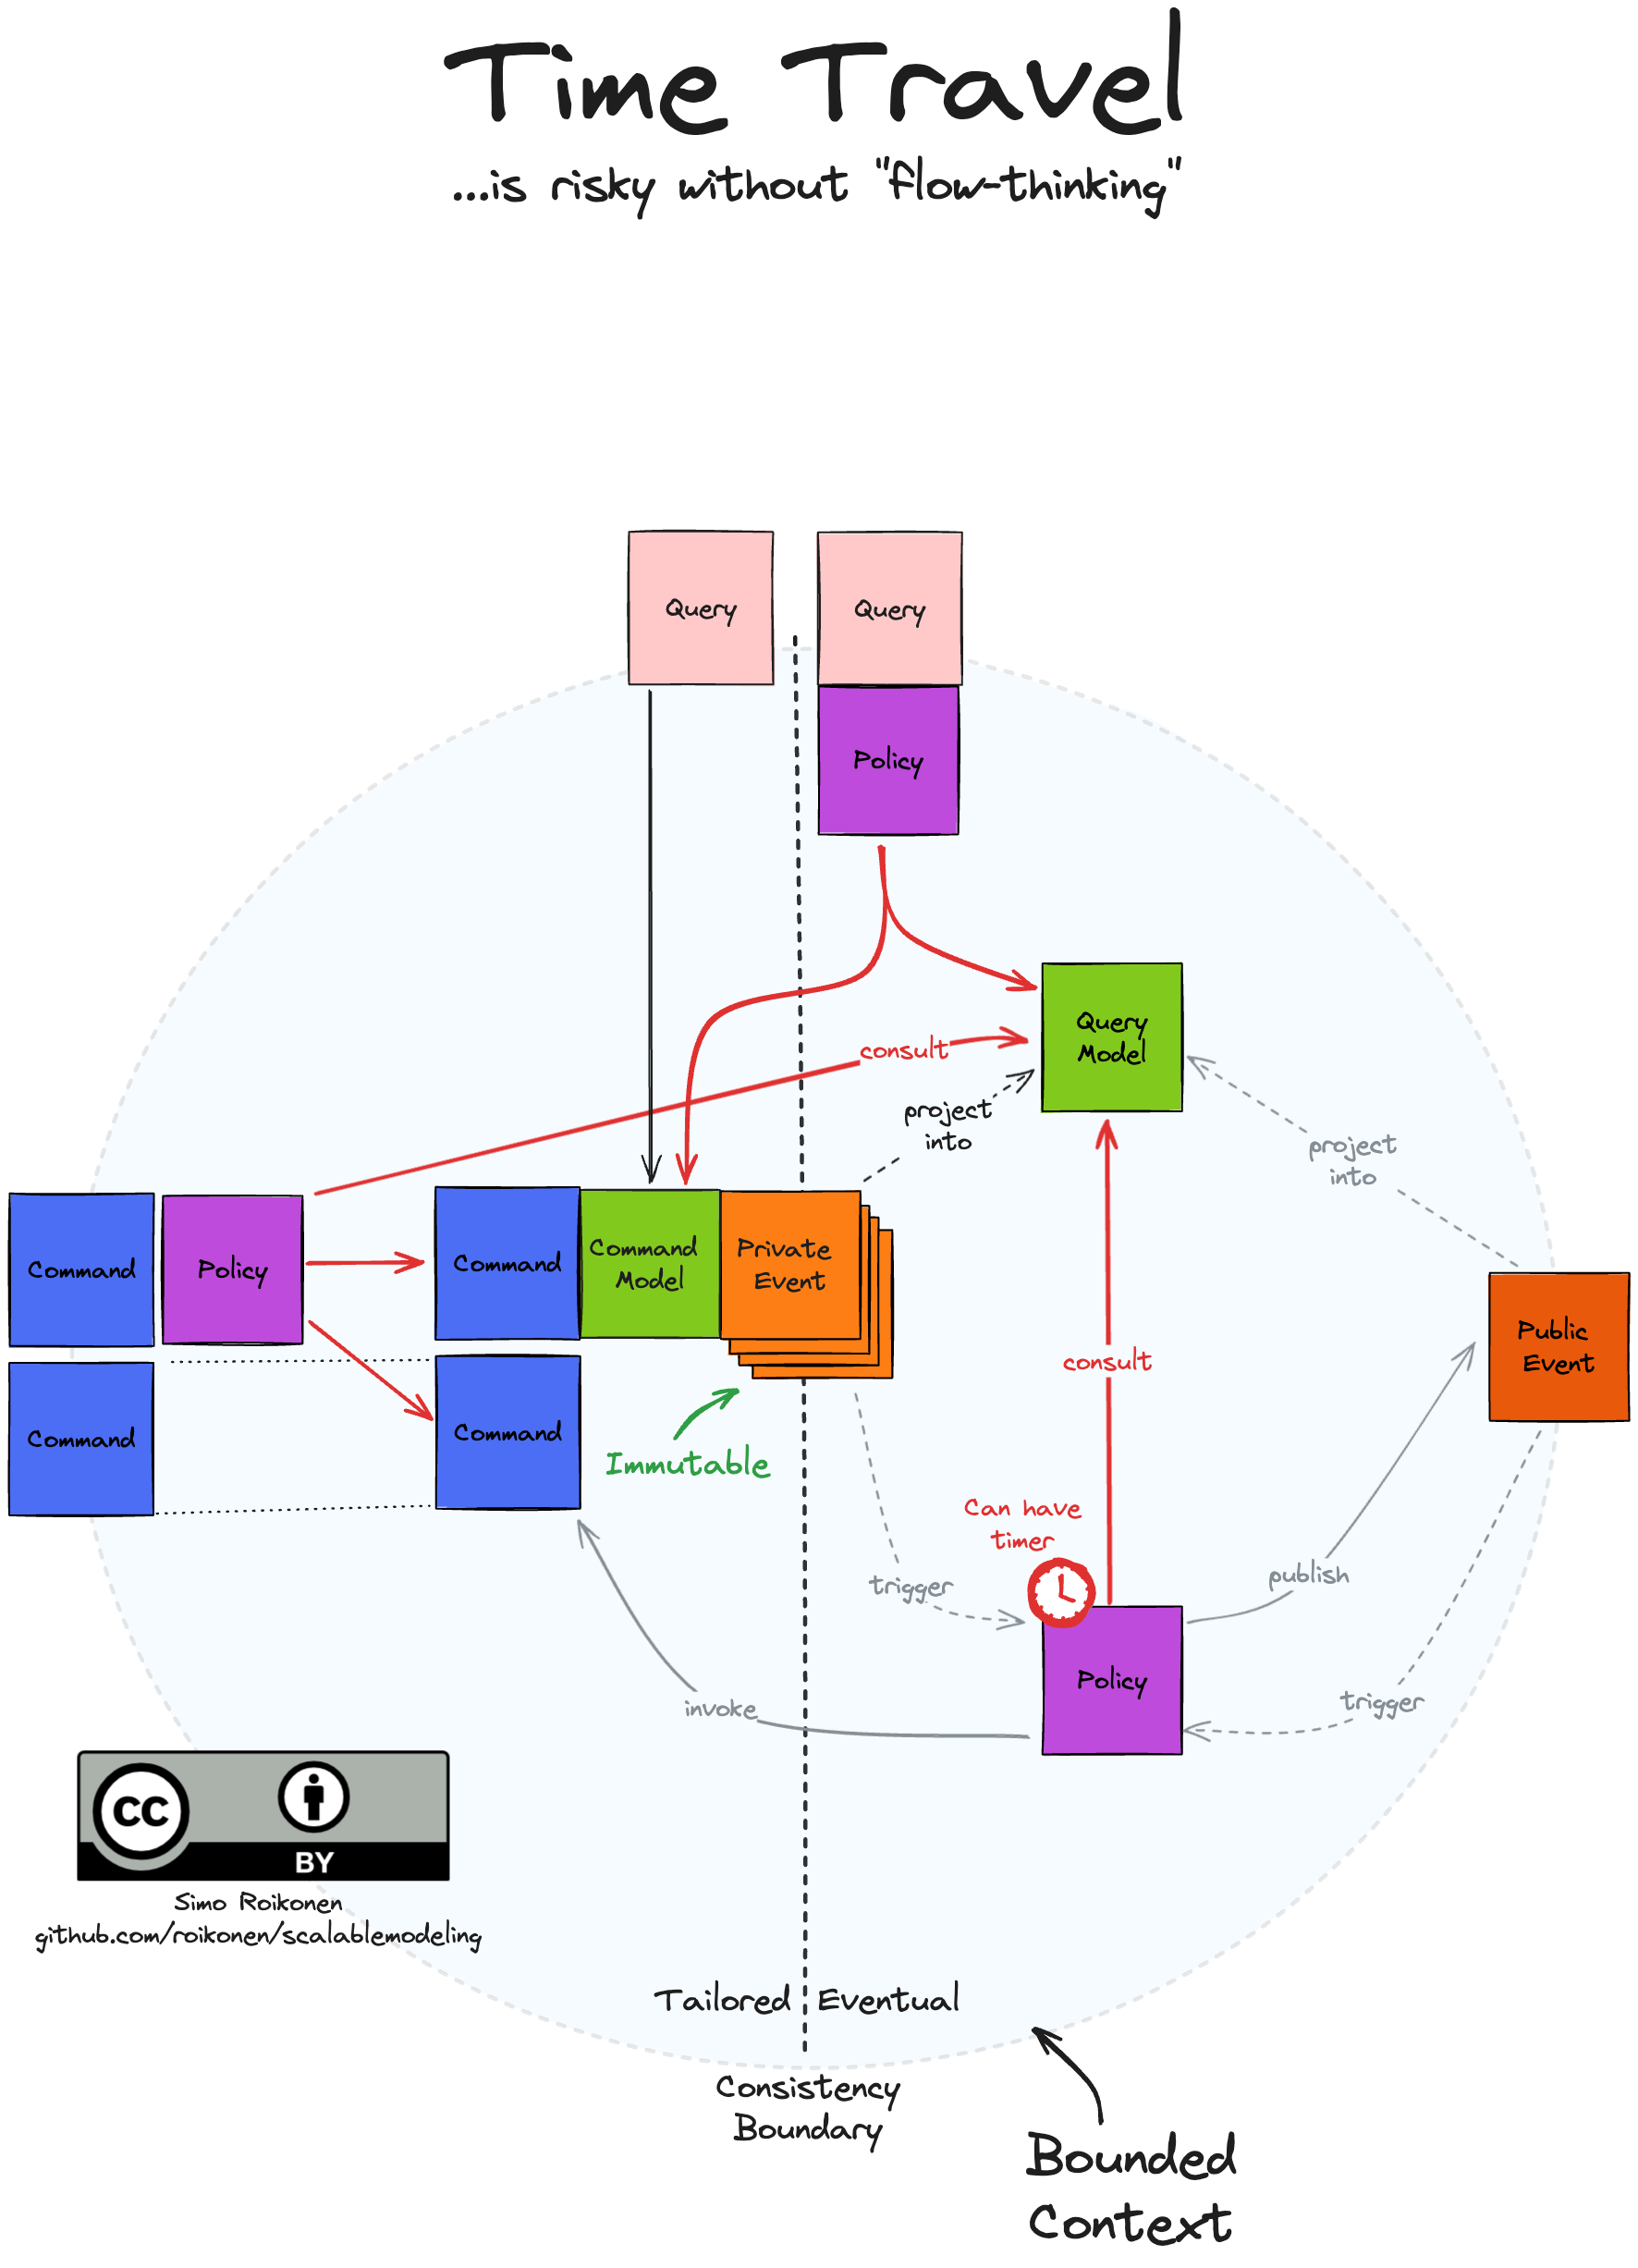 Time Travel
...is risky without "flow-thinking"
Query
Query
Policy
Query
Model
consult
project
into
project
into
Command
Policy
Command
Command
Model
Private
Event
Public
Event
consult
Command
Command
Immutable
Can have
timer
trigger
publish
Policy
invoke
trigger
CC
BY
Simo Roikonen
github.com/roikonen/scalablemodeling
Tailored
Eventual
Consistency
Boundary
Bounded
Context